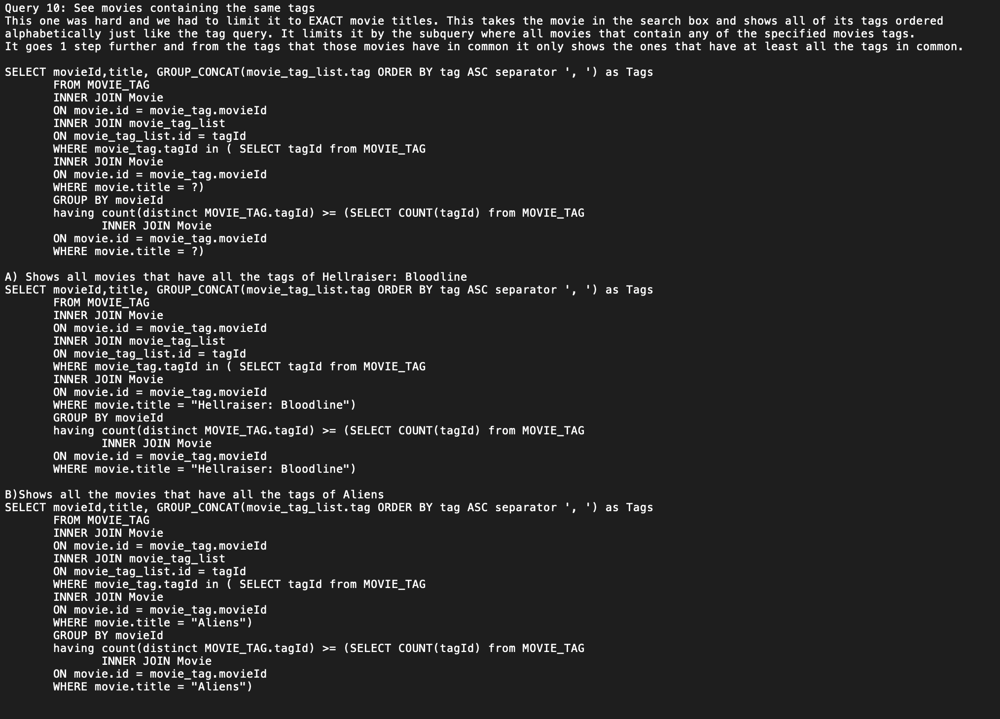 Query 10: See movies containing the same tags
This one was hard and we had to limit it to EXACT movie titles. This takes the movie in the search box and shows all of its tags ordered
alphabetically just like the tag query. It limits it by the subquery where all movies that contain any of the specified movies tags.
It goes 1 step further and from the tags that those movies have in common it only shows the ones that have at least all the tags in common.

SELECT movieId,title, GROUP_CONCAT(movie_tag_list.tag ORDER BY tag ASC separator ', ') as Tags
       FROM MOVIE_TAG
       INNER JOIN Movie
       ON movie.id = movie_tag.movieId
       INNER JOIN movie_tag_list
       ON movie_tag_list.id = tagId
       WHERE movie_tag.tagId in ( SELECT tagId from MOVIE_TAG
       INNER JOIN Movie
       ON movie.id = movie_tag.movieId
       WHERE movie.title = ?)
       GROUP BY movieId
       having count(distinct MOVIE_TAG.tagId) >= (SELECT COUNT(tagId) from MOVIE_TAG
              INNER JOIN Movie
       ON movie.id = movie_tag.movieId
       WHERE movie.title = ?)

A) Shows all movies that have all the tags of Hellraiser: Bloodline
SELECT movieId,title, GROUP_CONCAT(movie_tag_list.tag ORDER BY tag ASC separator ', ') as Tags
       FROM MOVIE_TAG
       INNER JOIN Movie
       ON movie.id = movie_tag.movieId
       INNER JOIN movie_tag_list
       ON movie_tag_list.id = tagId
       WHERE movie_tag.tagId in ( SELECT tagId from MOVIE_TAG
       INNER JOIN Movie
       ON movie.id = movie_tag.movieId
       WHERE movie.title = "Hellraiser: Bloodline")
       GROUP BY movieId
       having count(distinct MOVIE_TAG.tagId) >= (SELECT COUNT(tagId) from MOVIE_TAG
              INNER JOIN Movie
       ON movie.id = movie_tag.movieId
       WHERE movie.title = "Hellraiser: Bloodline")

B)Shows all the movies that have all the tags of Aliens
SELECT movieId,title, GROUP_CONCAT(movie_tag_list.tag ORDER BY tag ASC separator ', ') as Tags
       FROM MOVIE_TAG
       INNER JOIN Movie
       ON movie.id = movie_tag.movieId
       INNER JOIN movie_tag_list
       ON movie_tag_list.id = tagId
       WHERE movie_tag.tagId in ( SELECT tagId from MOVIE_TAG
       INNER JOIN Movie
       ON movie.id = movie_tag.movieId
       WHERE movie.title = "Aliens")
       GROUP BY movieId
       having count(distinct MOVIE_TAG.tagId) >= (SELECT COUNT(tagId) from MOVIE_TAG
              INNER JOIN Movie
       ON movie.id = movie_tag.movieId
       WHERE movie.title = "Aliens")